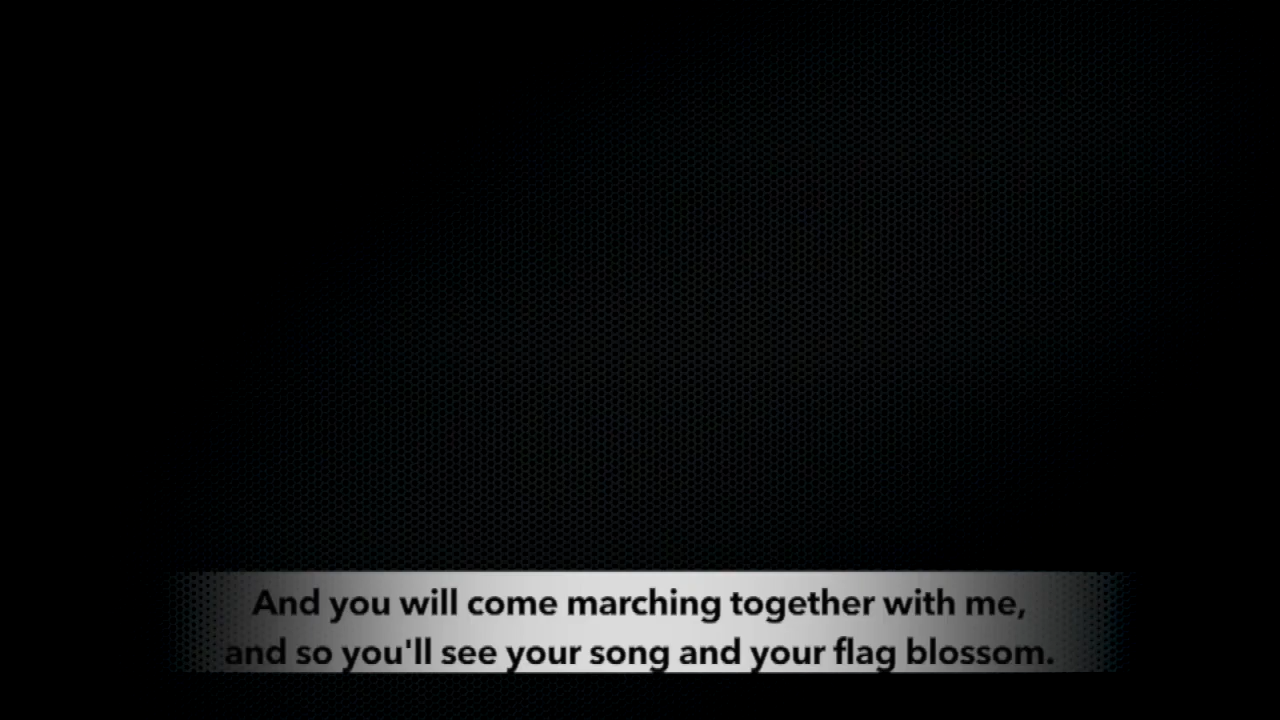 And you will come marching together with me,
and so you'll see your song and your flag blossom.